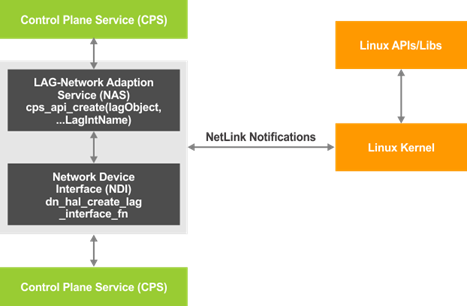 Control Plane Service (CPS)
LAG-Network Adaption
Service (NAS)
cps_api_create(lagObject,
...LagIntName)
Network Device
Interface (NDI)
dn_hal_create_lag
_interface_fn
Control Plane Service (CPS)
NetLink Notifications
Linux APIs/Libs
Linux Kernel